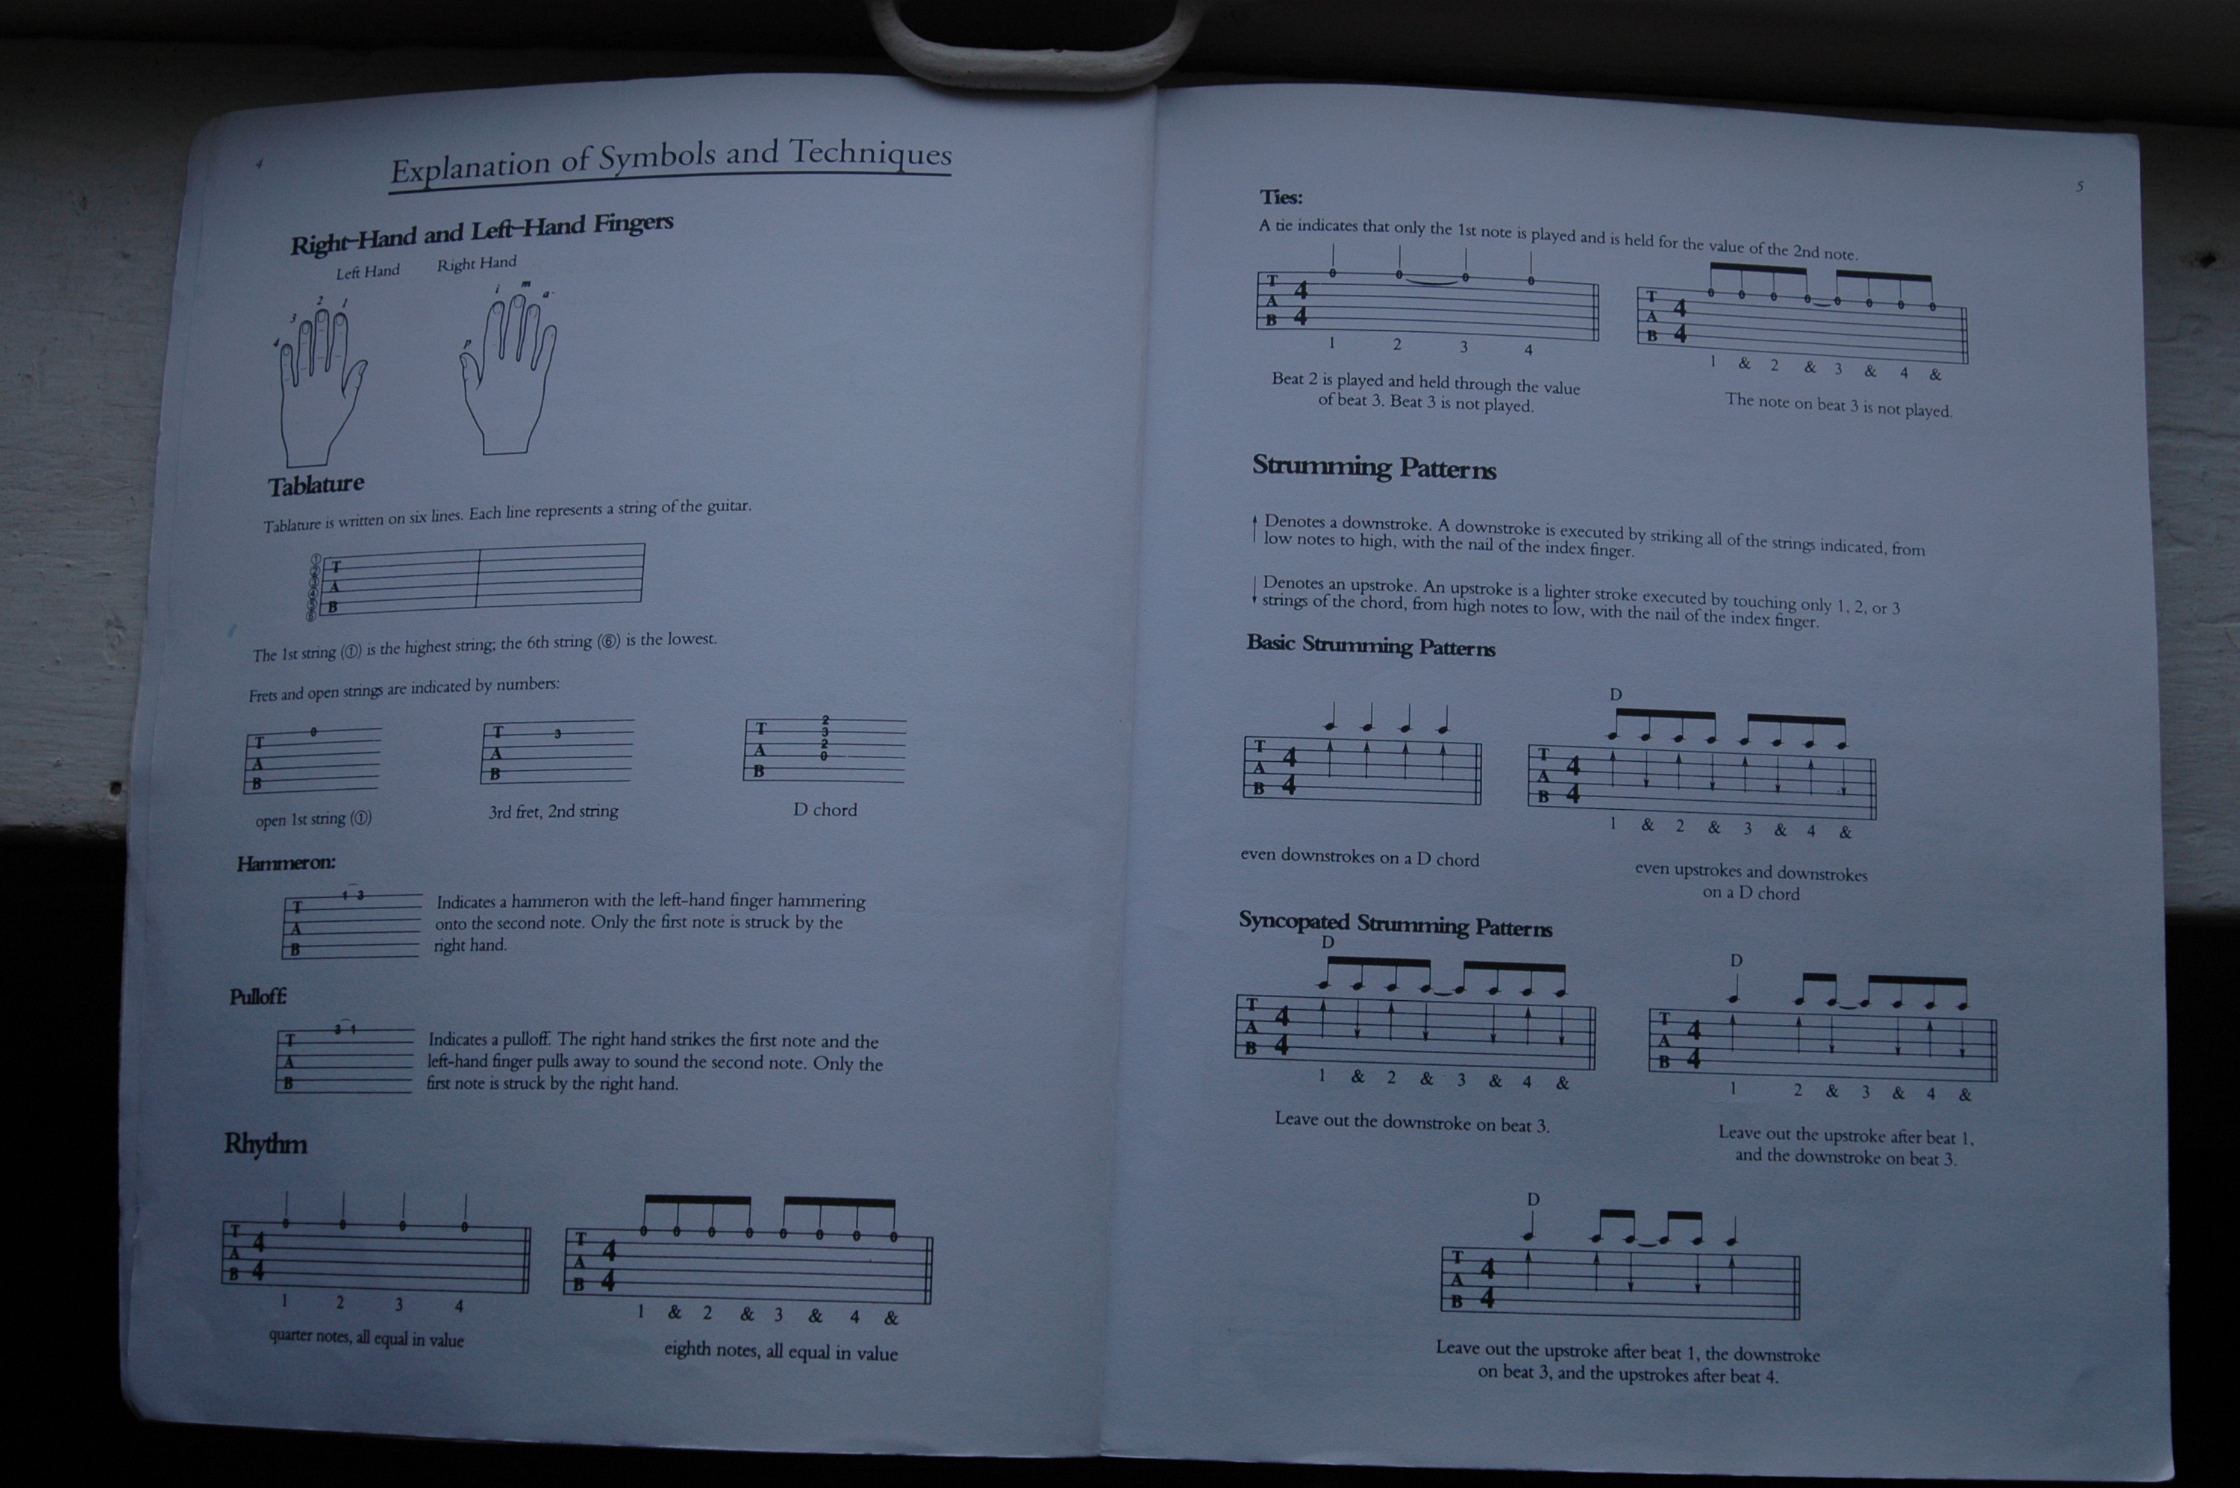 4
Explanation of Symbols and Techniques
Right-Hand and Left-Hand Fingers
Left Hand Right Hand
4 3 2 1 p i m a
Tablature
Tablature is written on six lines. Each line represents a string of the guitar.
① ② ③ ④ ⑤ ⑥
T
A
B
The 1st string (①) is the highest string; the 6th string (⑥) is the lowest.
Frets and open strings are indicated by numbers:
T A B 0
T A B 3
T A B 2 3 2 0
open 1st string (①)
3rd fret, 2nd string
D chord
Hammeron:
T A B 1 3
Indicates a hammeron with the left-hand finger hammering
onto the second note. Only the first note is struck by the
right hand.
Pulloff:
T A B 3 1
Indicates a pulloff. The right hand strikes the first note and the
left-hand finger pulls away to sound the second note. Only the
first note is struck by the right hand.
Rhythm
T A B 4 4 0 0 0 0
1 2 3 4
quarter notes, all equal in value
T A B 4 4 0 0 0 0 0 0 0 0
1 & 2 & 3 & 4 &
eighth notes, all equal in value
5
Ties:
A tie indicates that only the 1st note is played and is held for the value of the 2nd note.
T A B 4 4 0 0 0 0
1 2 3 4
Beat 2 is played and held through the value
of beat 3. Beat 3 is not played.
T A B 4 4 0 0 0 0 0 0 0 0
1 & 2 & 3 & 4 &
The note on beat 3 is not played.
Strumming Patterns
Denotes a downstroke. A downstroke is executed by striking all of the strings indicated, from
low notes to high, with the nail of the index finger.
Denotes an upstroke. An upstroke is a lighter stroke executed by touching only 1, 2, or 3
strings of the chord, from high notes to low, with the nail of the index finger.
Basic Strumming Patterns
T A B 4 4
even downstrokes on a D chord
D
T A B 4 4
1 & 2 & 3 & 4 &
even upstrokes and downstrokes
on a D chord
Syncopated Strumming Patterns
D
T A B 4 4
1 & 2 & 3 & 4 &
Leave out the downstroke on beat 3.
D
T A B 4 4
1 2 & 3 & 4 &
Leave out the upstroke after beat 1,
and the downstroke on beat 3.
D
T A B 4 4
Leave out the upstroke after beat 1, the downstroke
on beat 3, and the upstrokes after beat 4.